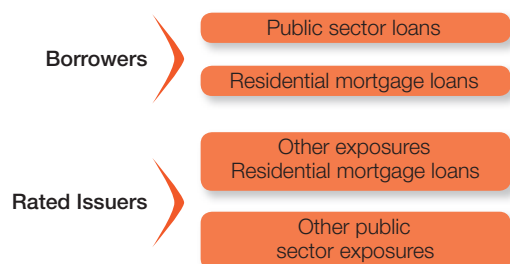 Borrowers
Public sector loans
Residential mortgage loans
Rated Issuers
Other exposures
Residential mortgage loans
Other public
sector exposures